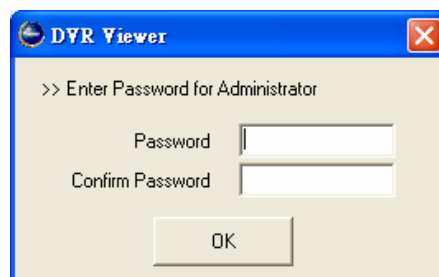 DVR Viewer
>> Enter Password for Administrator
Password
Confirm Password
OK